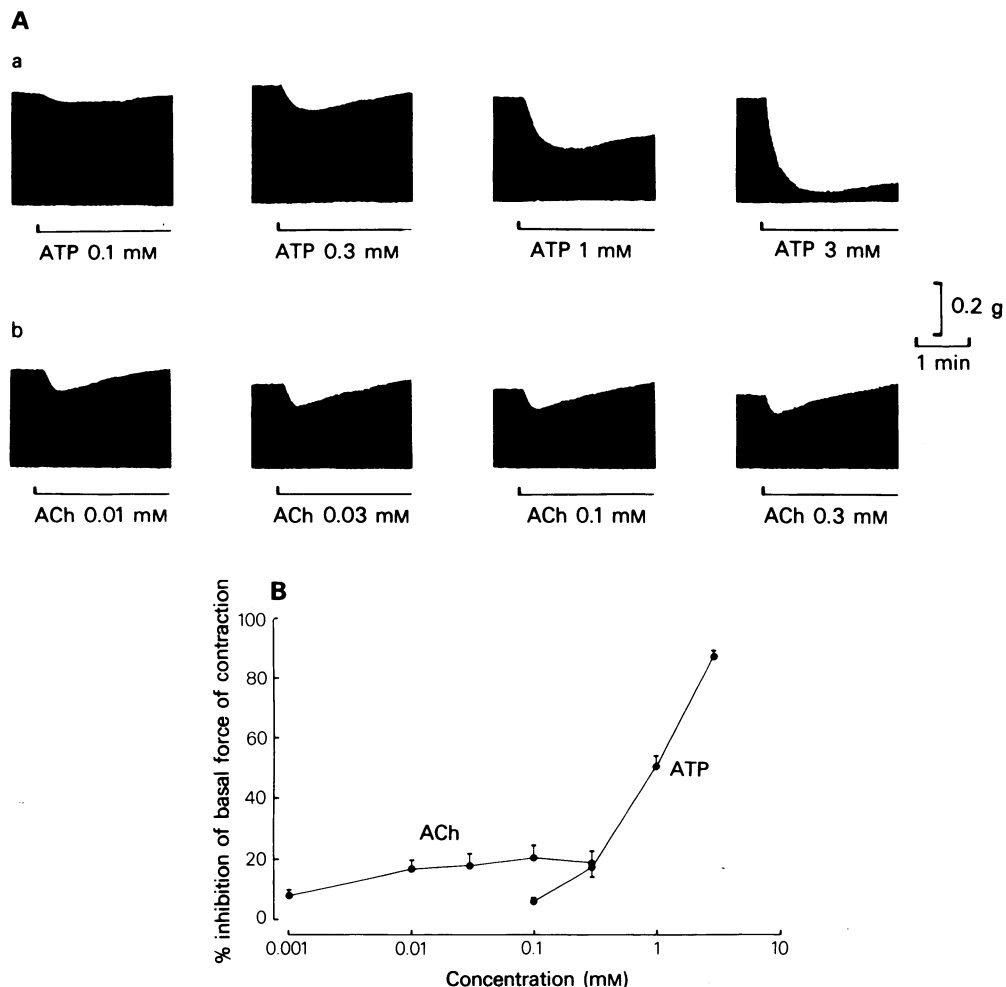 A
a
ATP 0.1 mM
ATP 0.3 mM
ATP 1 mM
ATP 3 mM
0.2 g
1 min
b
ACh 0.01 mM
ACh 0.03 mM
ACh 0.1 mM
ACh 0.3 mM
B
% inhibition of basal force of contraction
100
80
60
40
20
0
ACh
ATP
0.001
0.01
0.1
1
10
Concentration (mM)